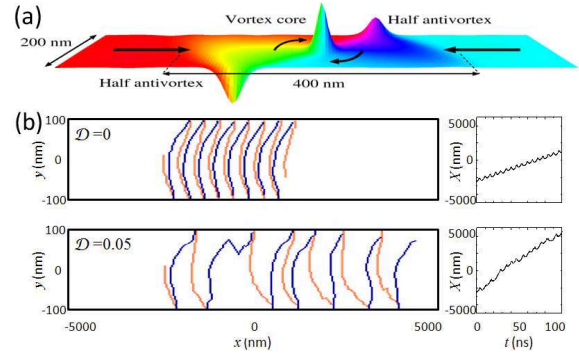 (a)
Vortex core
Half antivortex
200 nm
Half antivortex
400 nm
(b)
100
0
-100
y (nm)
𝒟=0
5000
0
-5000
X (nm)
100
0
-100
y (nm)
𝒟=0.05
5000
0
-5000
X (nm)
-5000
0
5000
x (nm)
0
50
100
t (ns)